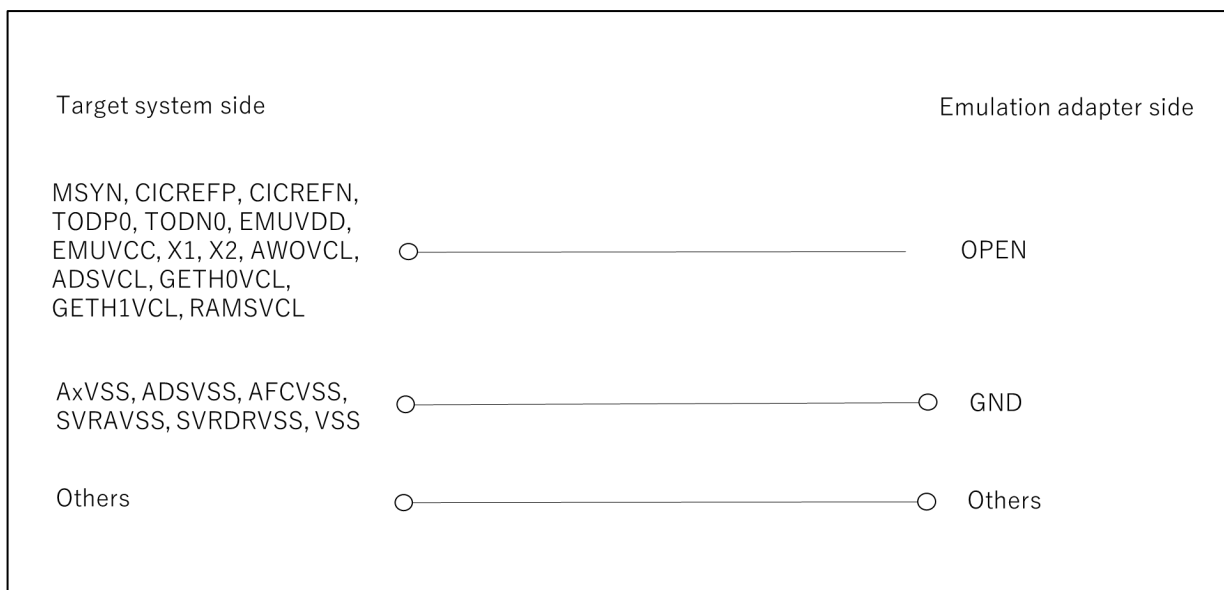 Target system side
Emulation adapter side
MSYN, CICREFP, CICREFN,
TODP0, TODN0, EMUVDD,
EMUVCC, X1, X2, AWOVCL,
ADSVCL, GETH0VCL,
GETH1VCL, RAMSVCL
OPEN
AxVSS, ADSVSS, AFCVSS,
SVRAVSS, SVRDRVSS, VSS
GND
Others
Others